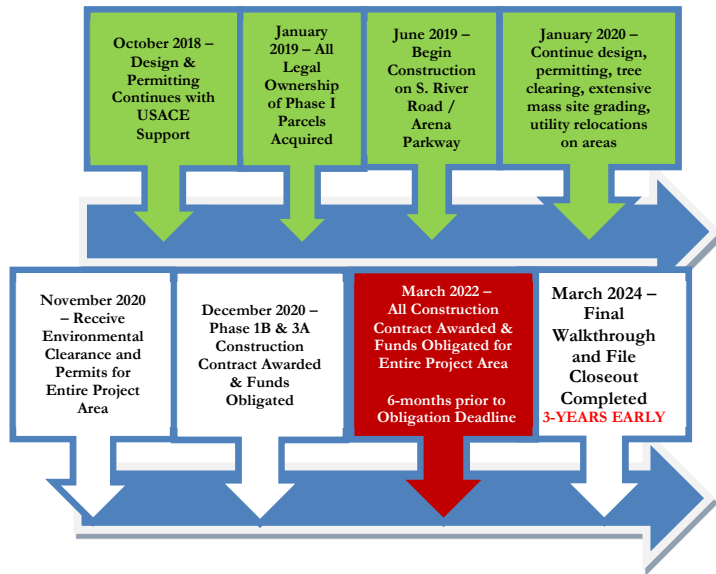 October 2018 –
Design &
Permitting
Continues with
USACE
Support
January
2019 – All
Legal
Ownership
of Phase I
Parcels
Acquired
June 2019 –
Begin
Construction
on S. River
Road /
Arena
Parkway
January 2020 –
Continue design,
permitting, tree
clearing, extensive
mass site grading,
utility relocations
on areas
November 2020
– Receive
Environmental
Clearance and
Permits for
Entire Project
Area
December 2020 –
Phase 1B & 3A
Construction
Contract Awarded
& Funds
Obligated
March 2022 –
All Construction
Contract Awarded &
Funds Obligated for
Entire Project Area
6-months prior to
Obligation Deadline
March 2024 –
Final
Walkthrough
and File
Closeout
Completed
3-YEARS EARLY